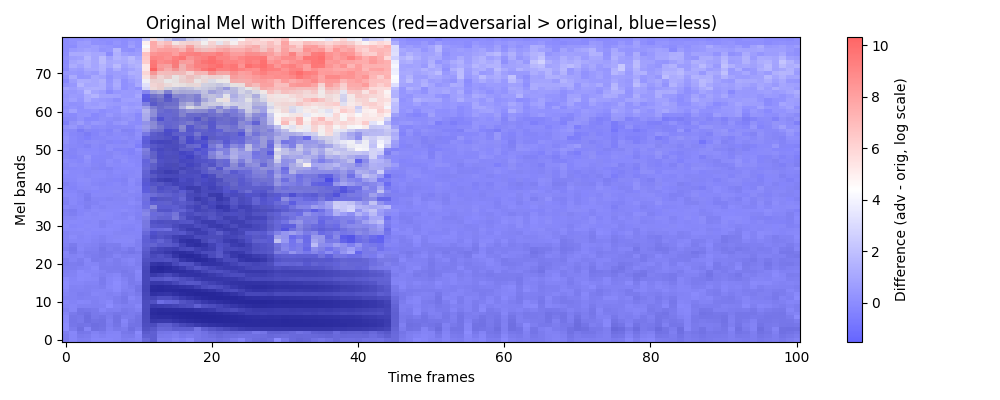 Original Mel with Differences (red=adversarial > original, blue=less)
Mel bands
70
60
50
40
30
20
10
0
0 20 40 60 80 100
Time frames
10
8
6
4
2
0
Difference (adv - orig, log scale)